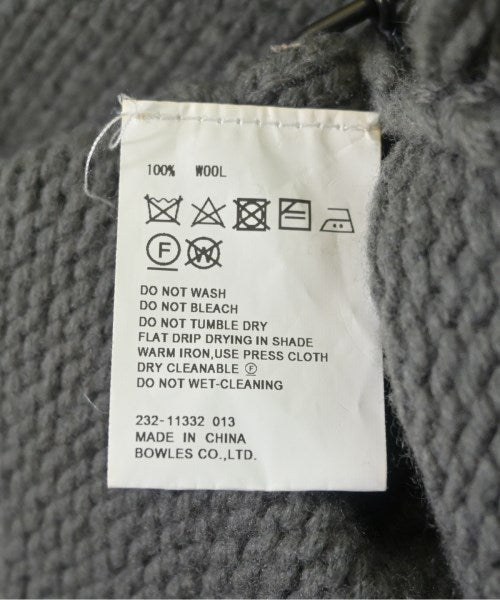 100% WOOL
F W
DO NOT WASH
DO NOT BLEACH
DO NOT TUMBLE DRY
FLAT DRIP DRYING IN SHADE
WARM IRON,USE PRESS CLOTH
DRY CLEANABLE Ⓕ
DO NOT WET-CLEANING
232-11332 013
MADE IN CHINA
BOWLES CO.,LTD.